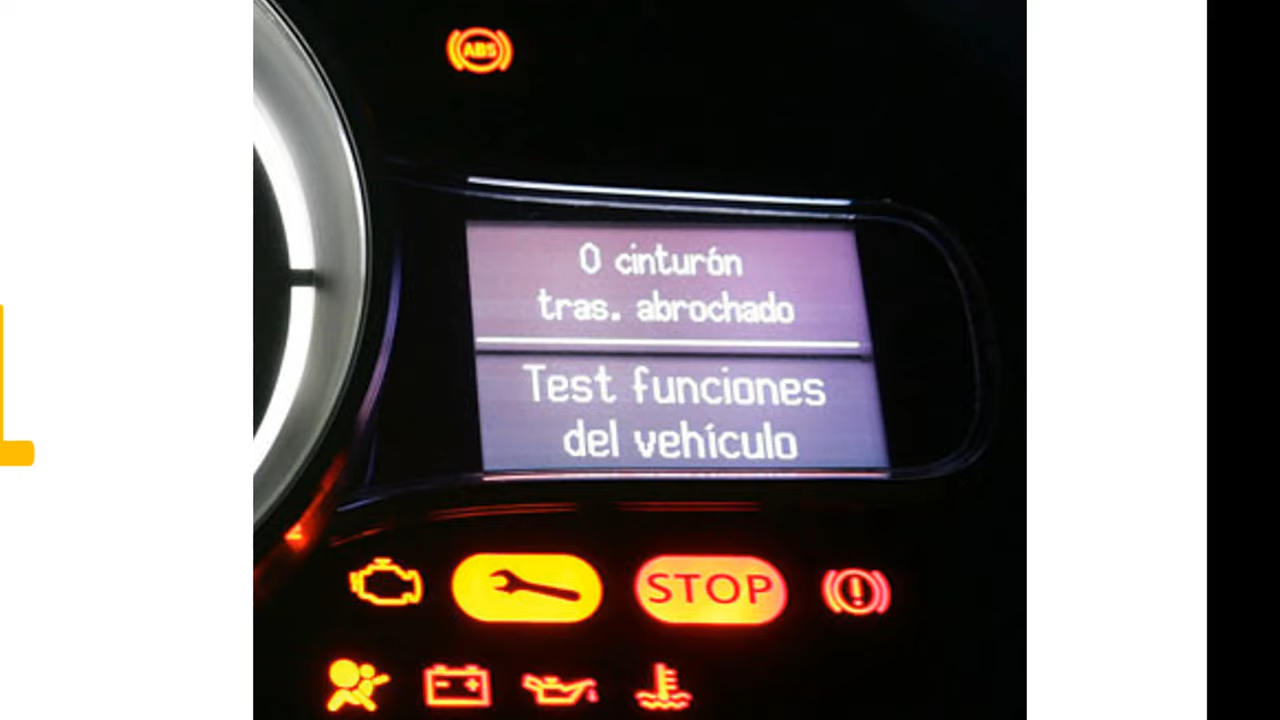 ABS
0 cinturón
tras. abrochado
Test funciones
del vehículo
STOP